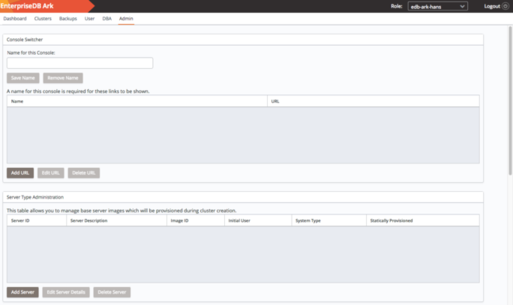 EnterpriseDB Ark
Role: edb-ark-hans Logout
Dashboard Clusters Backups User DBA Admin
Console Switcher
Name for this Console:
Save Name Remove Name
A name for this console is required for these links to be shown.
Name URL
Add URL Edit URL Delete URL
Server Type Administration
This table allows you to manage base server images which will be provisioned during cluster creation.
Server ID Server Description Image ID Initial User System Type Statically Provisioned
Add Server Edit Server Details Delete Server